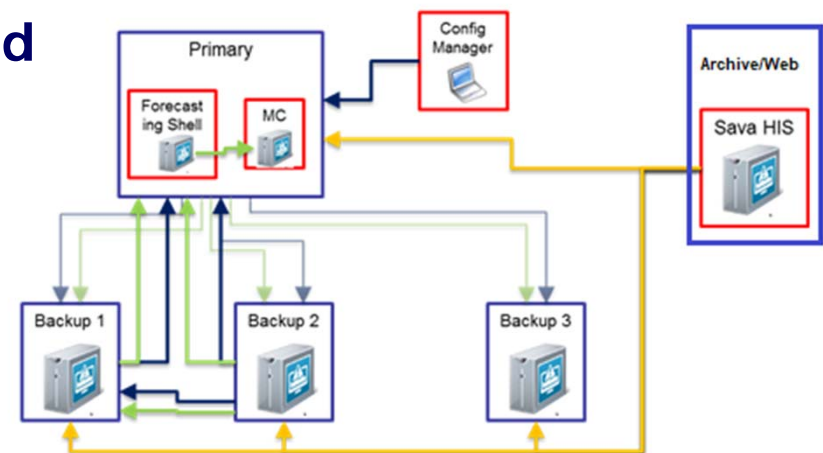 d
Primary
Forecast
ing Shell
MC
Config
Manager
Archive/Web
Sava HIS
Backup 1
Backup 2
Backup 3